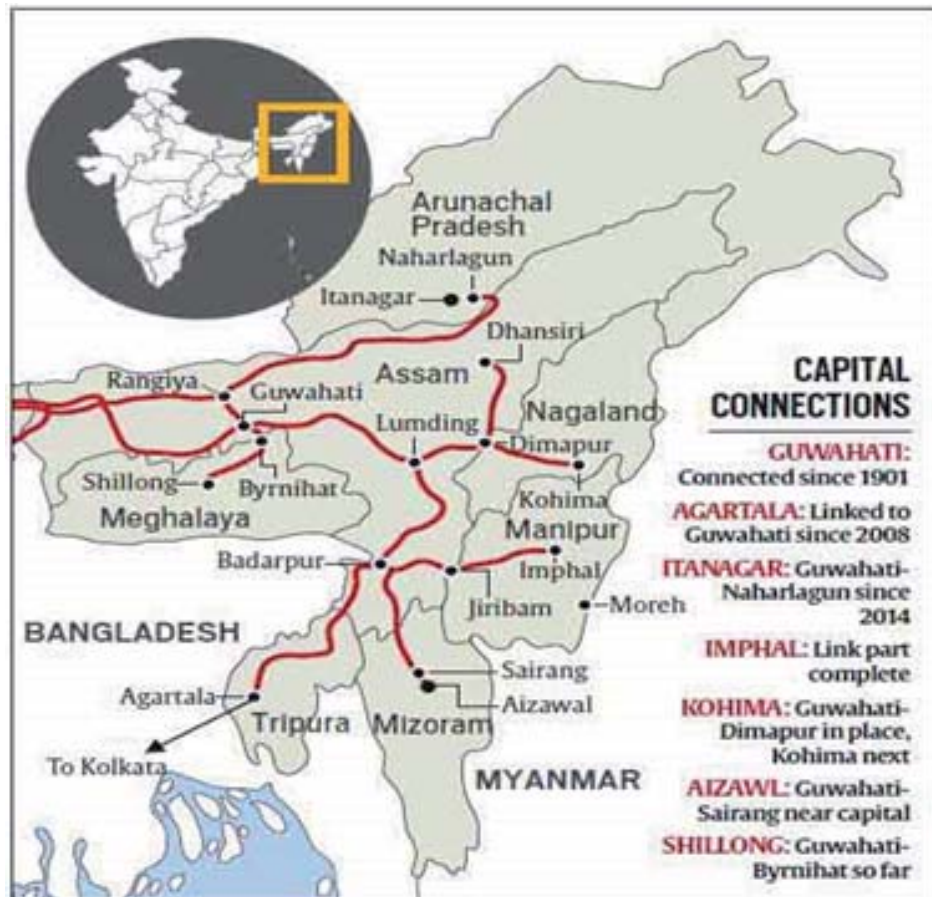 Arunachal
Pradesh
Naharlagun
Itanagar
Dhansiri
Assam
Rangiya
Guwahati
Nagaland
Lumding
Dimapur
Shillong
Byrnihat
Kohima
Meghalaya
Manipur
Badarpur
Imphal
Jiribam
Moreh
BANGLADESH
Sairang
Agartala
Aizawal
Tripura
Mizoram
To Kolkata
MYANMAR
CAPITAL
CONNECTIONS
GUWAHATI:
Connected since 1901
AGARTALA: Linked to
Guwahati since 2008
ITANAGAR: Guwahati-
Naharlagun since
2014
IMPHAL: Link part
complete
KOHIMA: Guwahati-
Dimapur in place,
Kohima next
AIZAWL: Guwahati-
Sairang near capital
SHILLONG: Guwahati-
Byrnihat so far